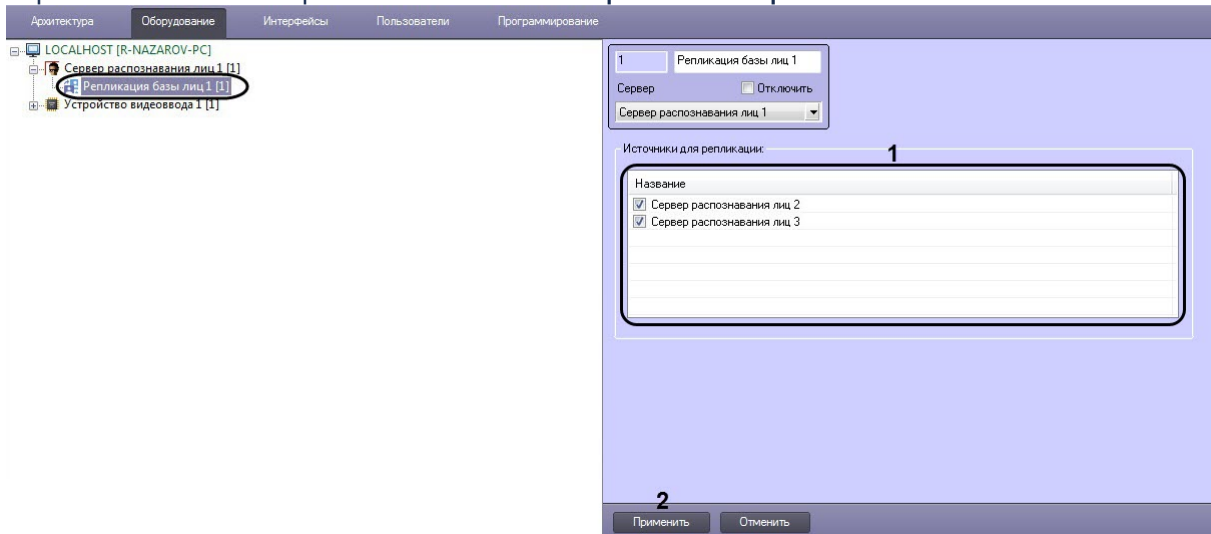 Архитектура Оборудование Интерфейсы Пользователи Программирование
LOCALHOST [R-NAZAROV-PC]
Сервер распознавания лиц 1 [1]
Репликация базы лиц 1 [1]
Устройство видеоввода 1 [1]
1 Репликация базы лиц 1
Сервер Отключить
Сервер распознавания лиц 1
Источники для репликации:
1
Название
Сервер распознавания лиц 2
Сервер распознавания лиц 3
2
Применить Отменить